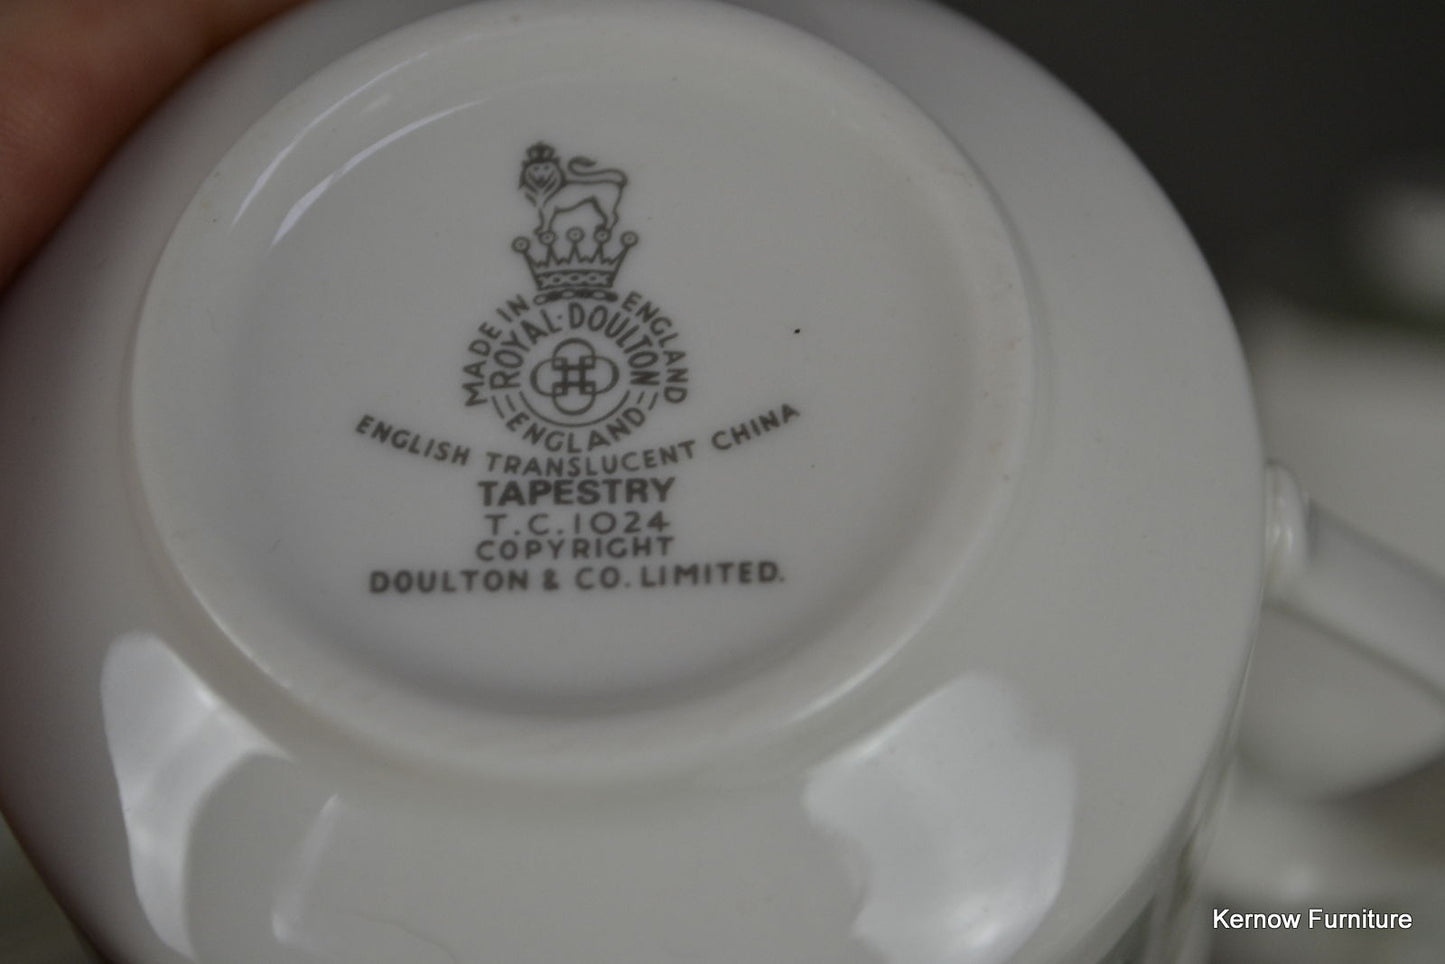 MADE IN ENGLAND
ROYAL·DOULTON
ENGLAND
ENGLISH TRANSLUCENT CHINA
TAPESTRY
T.C.1024
COPYRIGHT
DOULTON & CO. LIMITED.
Kernow Furniture